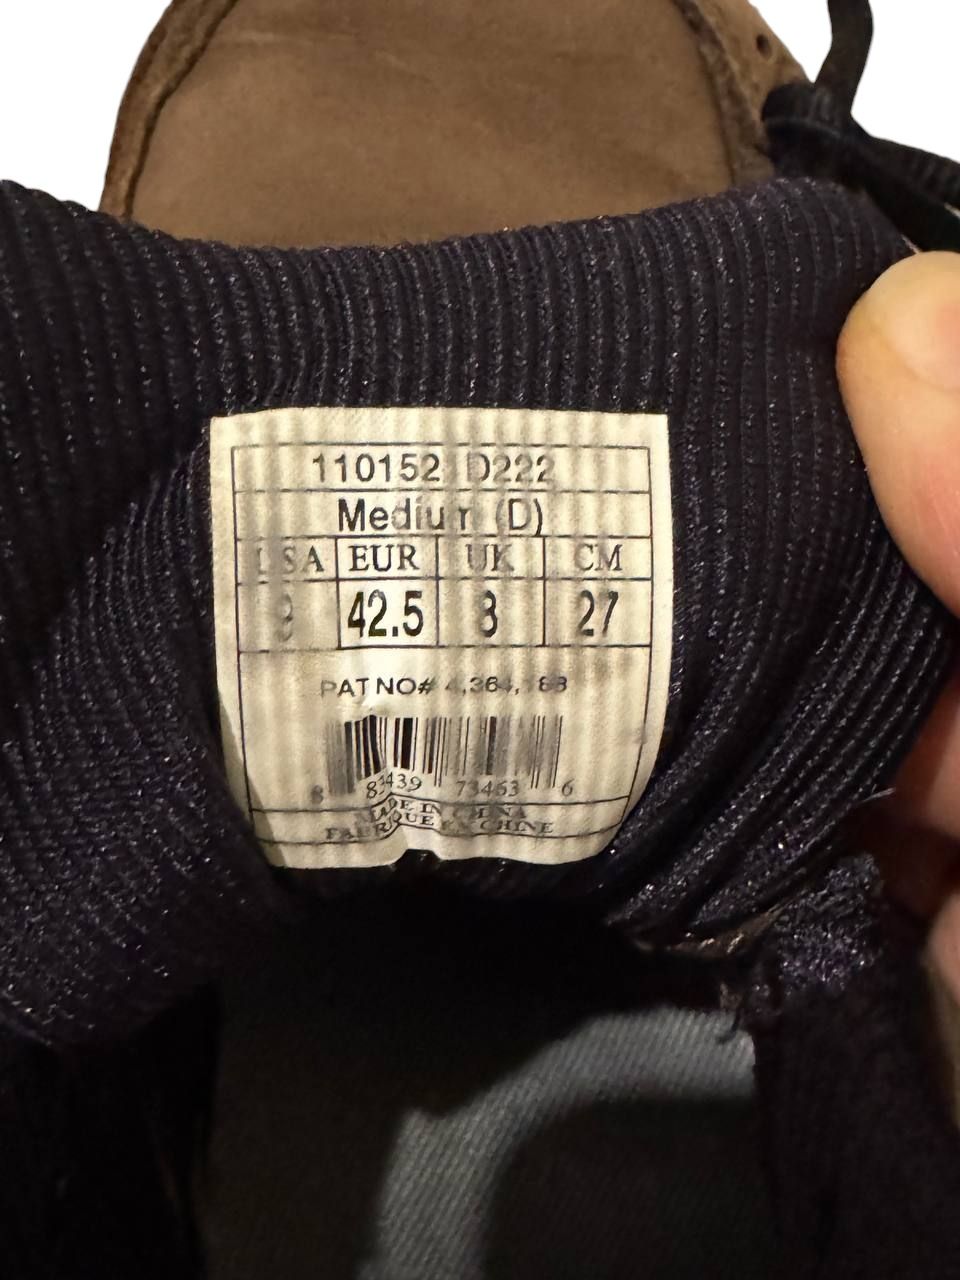 110152 D222
Medium (D)
USA EUR UK CM
42.5 8 27
PAT NO# 4,364,188
8 83439 73463 6
MADE IN CHINA
FABRIQUE EN CHINE